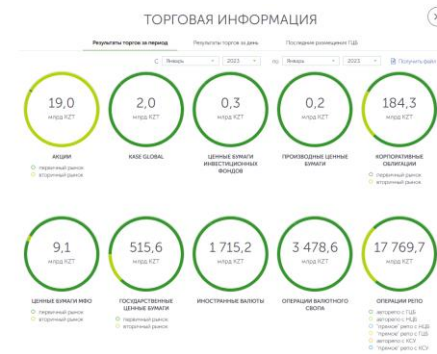 ТОРГОВАЯ ИНФОРМАЦИЯ
Результаты торгов за период Результаты торгов за день Последние размещения ГЦБ
С Январь 2023 по Январь 2023 Получить файл
19,0 2,0 0,3 0,2 184,3
млрд KZT млрд KZT млрд KZT млрд KZT млрд KZT
АКЦИИ KASE GLOBAL ЦЕННЫЕ БУМАГИ ПРОИЗВОДНЫЕ ЦЕННЫЕ КОРПОРАТИВНЫЕ
ИНВЕСТИЦИОННЫХ БУМАГИ ОБЛИГАЦИИ
ФОНДОВ
первичный рынок первичный рынок
вторичный рынок вторичный рынок
9,1 515,6 1 715,2 3 478,6 17 769,7
млрд KZT млрд KZT млрд KZT млрд KZT млрд KZT
ЦЕННЫЕ БУМАГИ МФО ГОСУДАРСТВЕННЫЕ ИНОСТРАННЫЕ ВАЛЮТЫ ОПЕРАЦИИ ВАЛЮТНОГО ОПЕРАЦИИ РЕПО
ЦЕННЫЕ БУМАГИ СВОПА
первичный рынок первичный рынок авторепо с ГЦБ
вторичный рынок вторичный рынок авторепо с НЦБ
"прямое" репо с НЦБ
"прямое" репо с ГЦБ
авторепо с КСУ
"прямое" репо с КСУ